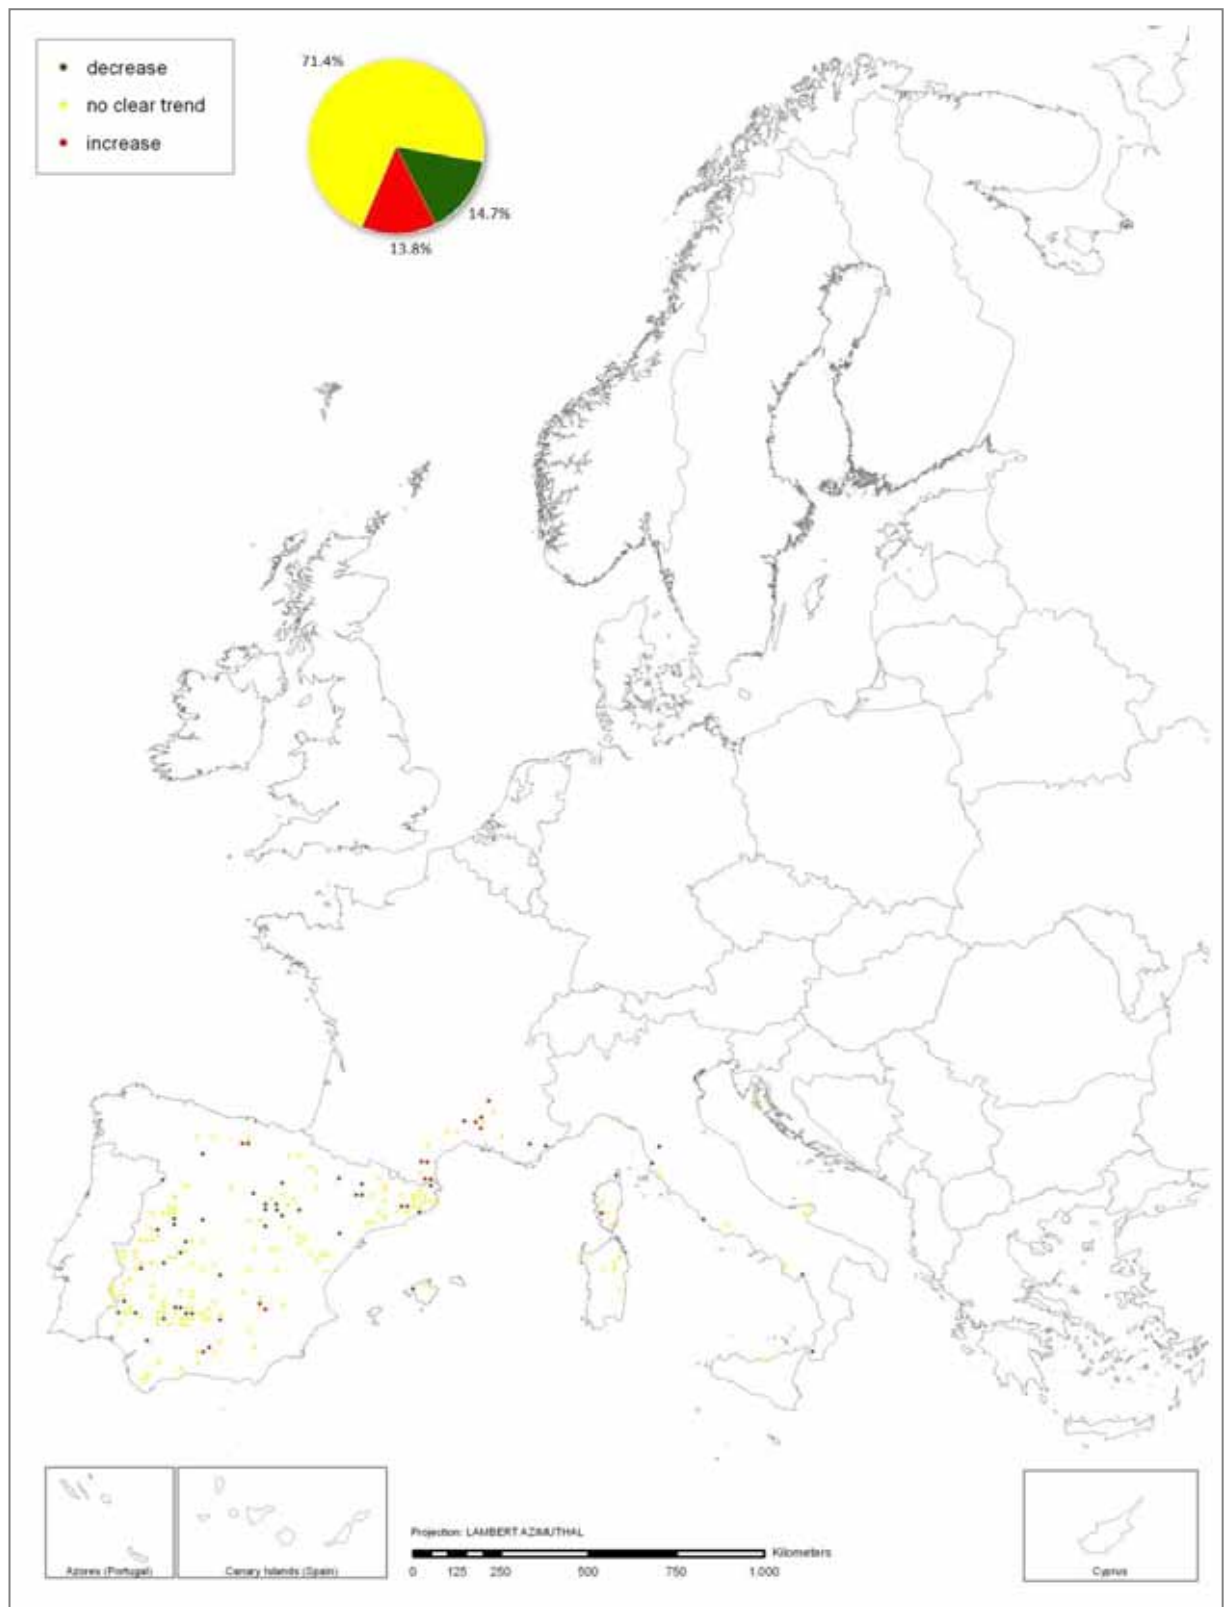 decrease
no clear trend
increase
71.4%
14.7%
13.8%
Projection: LAMBERT AZIMUTHAL
Kilometers
0 125 250 500 750 1.000
Azores (Portugal)
Canary Islands (Spain)
Cyprus